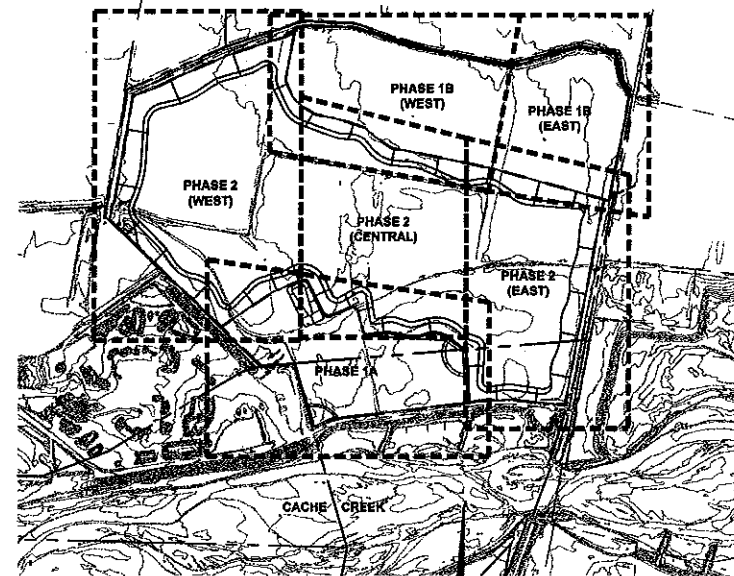 PHASE 1B
(WEST)
PHASE 1B
(EAST)
PHASE 2
(WEST)
PHASE 2
(CENTRAL)
PHASE 2
(EAST)
PHASE 1A
CACHE CREEK